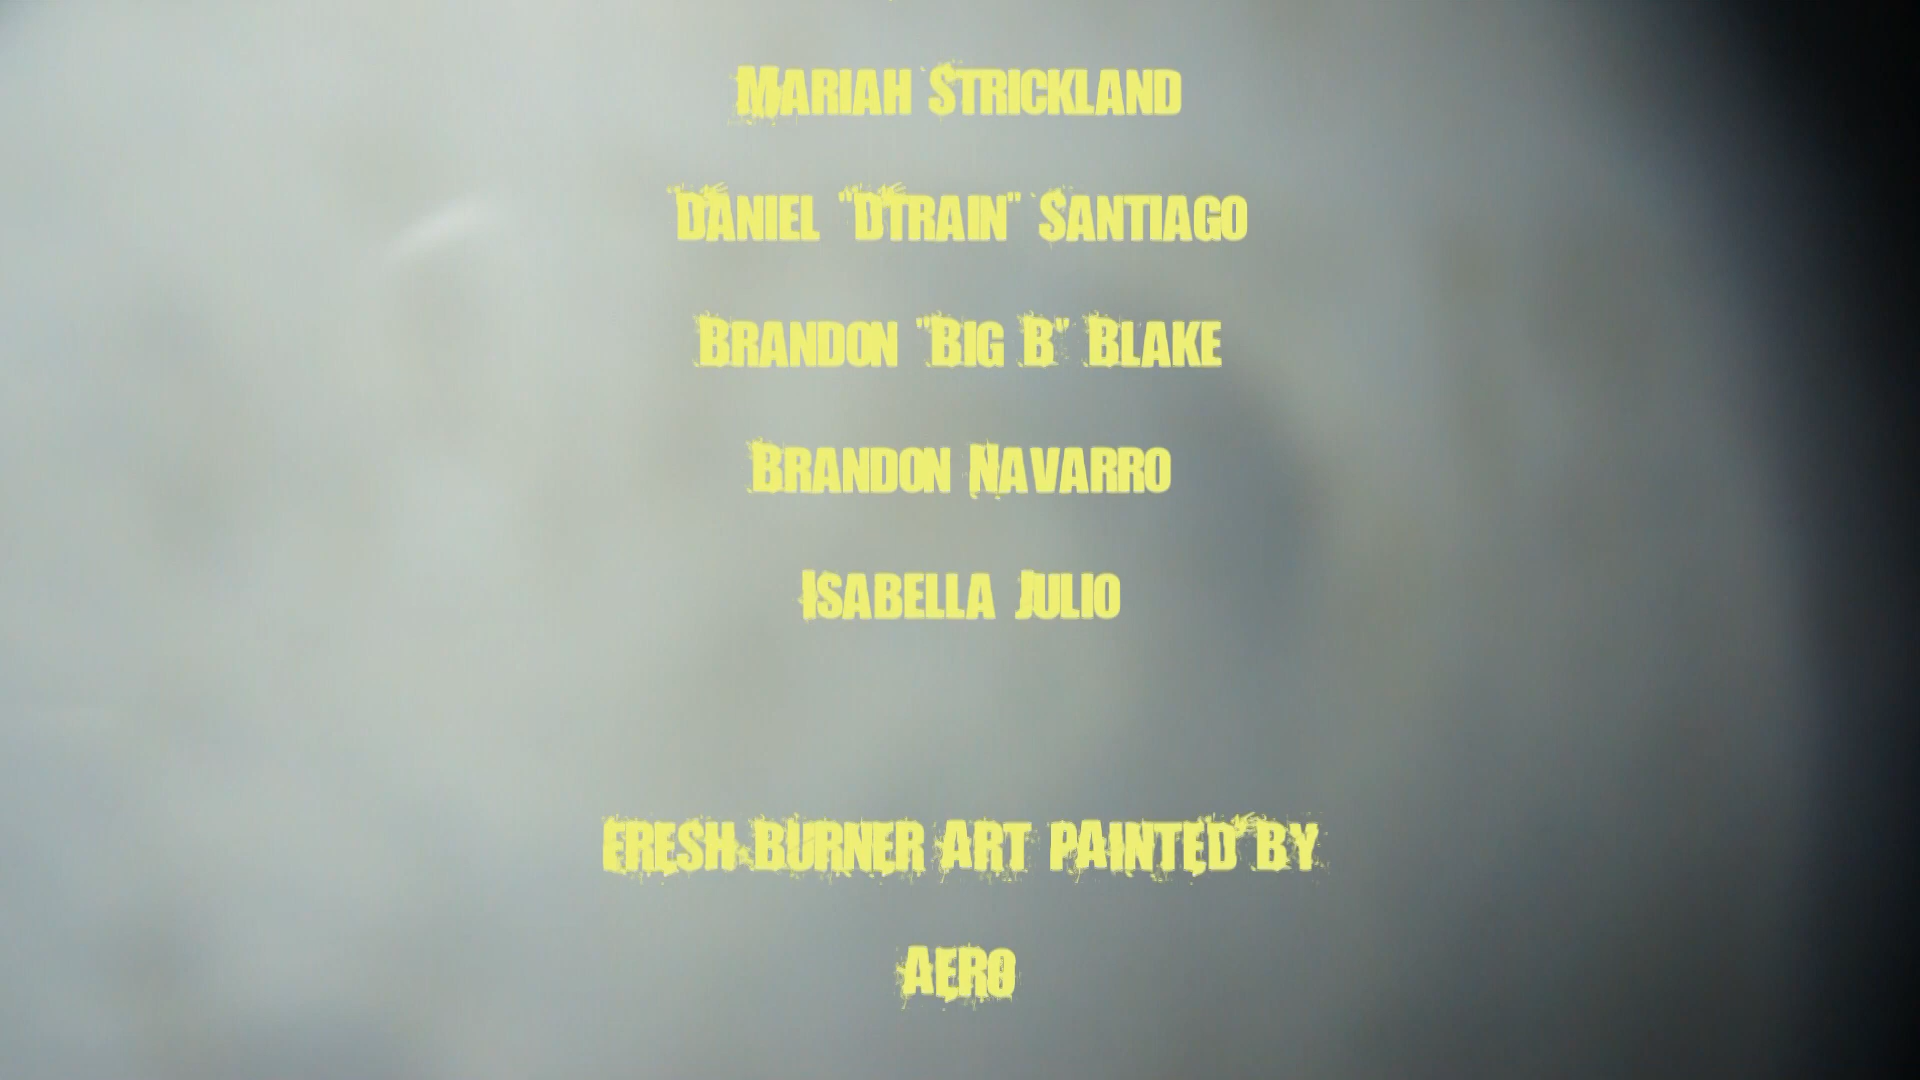 Mariah Strickland
Daniel "DTrain" Santiago
Brandon "Big B" Blake
Brandon Navarro
Isabella Julio
FRESH BURNER ART PAINTED BY
AERO